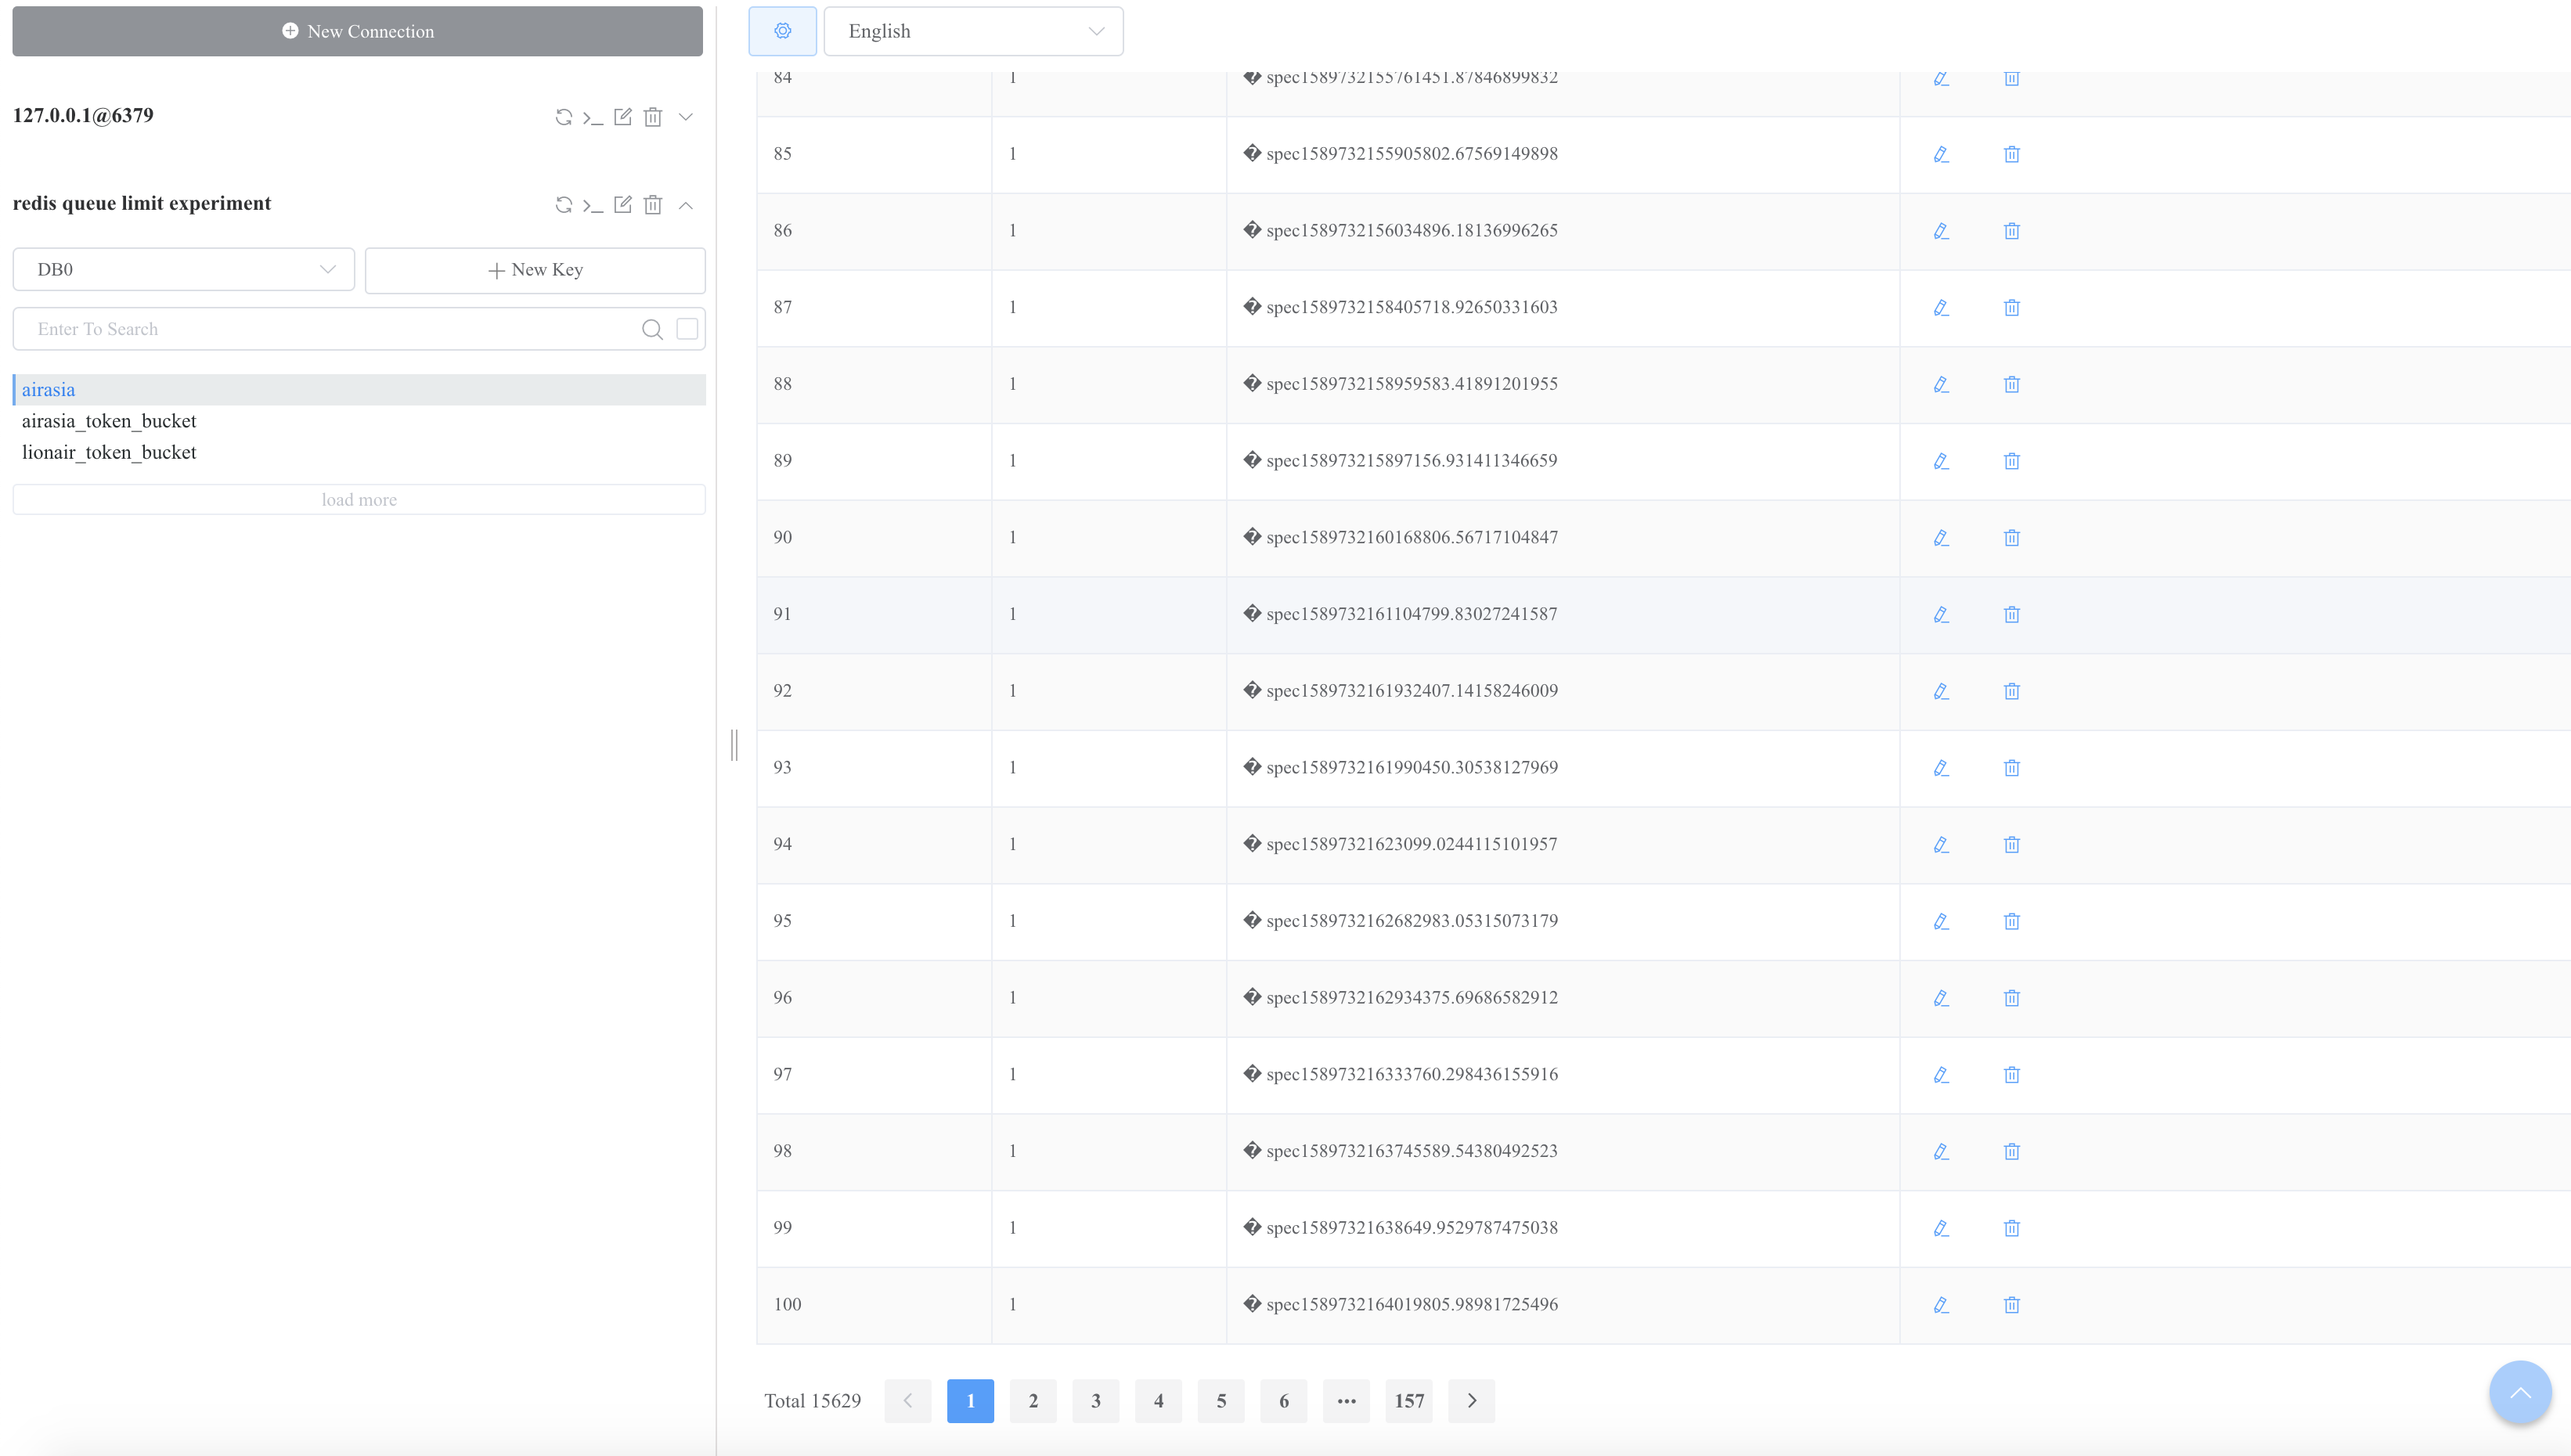 New Connection
English
127.0.0.1@6379
redis queue limit experiment
DB0
New Key
Enter To Search
airasia
airasia_token_bucket
lionair_token_bucket
load more
84 1 � spec1589732155761451.87846899832
85 1 � spec1589732155905802.67569149898
86 1 � spec1589732156034896.18136996265
87 1 � spec1589732158405718.92650331603
88 1 � spec1589732158959583.41891201955
89 1 � spec158973215897156.931411346659
90 1 � spec1589732160168806.56717104847
91 1 � spec1589732161104799.83027241587
92 1 � spec1589732161932407.14158246009
93 1 � spec1589732161990450.30538127969
94 1 � spec15897321623099.0244115101957
95 1 � spec1589732162682983.05315073179
96 1 � spec1589732162934375.69686582912
97 1 � spec158973216333760.298436155916
98 1 � spec1589732163745589.54380492523
99 1 � spec15897321638649.9529787475038
100 1 � spec1589732164019805.98981725496
Total 15629 1 2 3 4 5 6 ••• 157